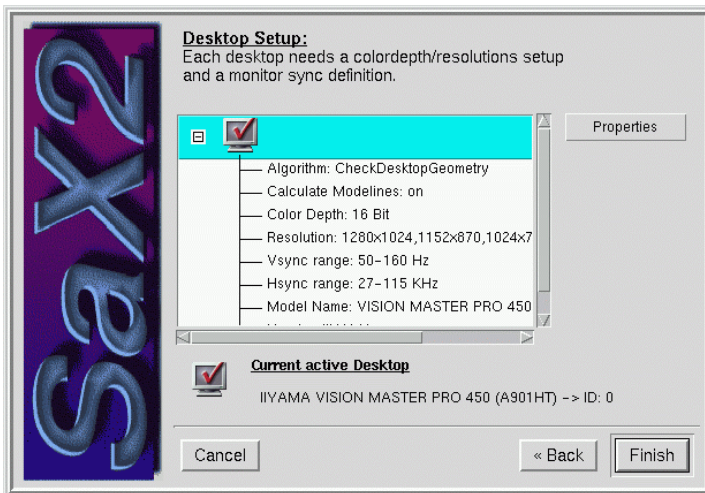 SaX2
Desktop Setup:
Each desktop needs a colordepth/resolutions setup
and a monitor sync definition.
Properties
Algorithm: CheckDesktopGeometry
Calculate Modelines: on
Color Depth: 16 Bit
Resolution: 1280x1024,1152x870,1024x7
Vsync range: 50-160 Hz
Hsync range: 27-115 KHz
Model Name: VISION MASTER PRO 450
Current active Desktop
IIYAMA VISION MASTER PRO 450 (A901HT) -> ID: 0
Cancel
« Back
Finish